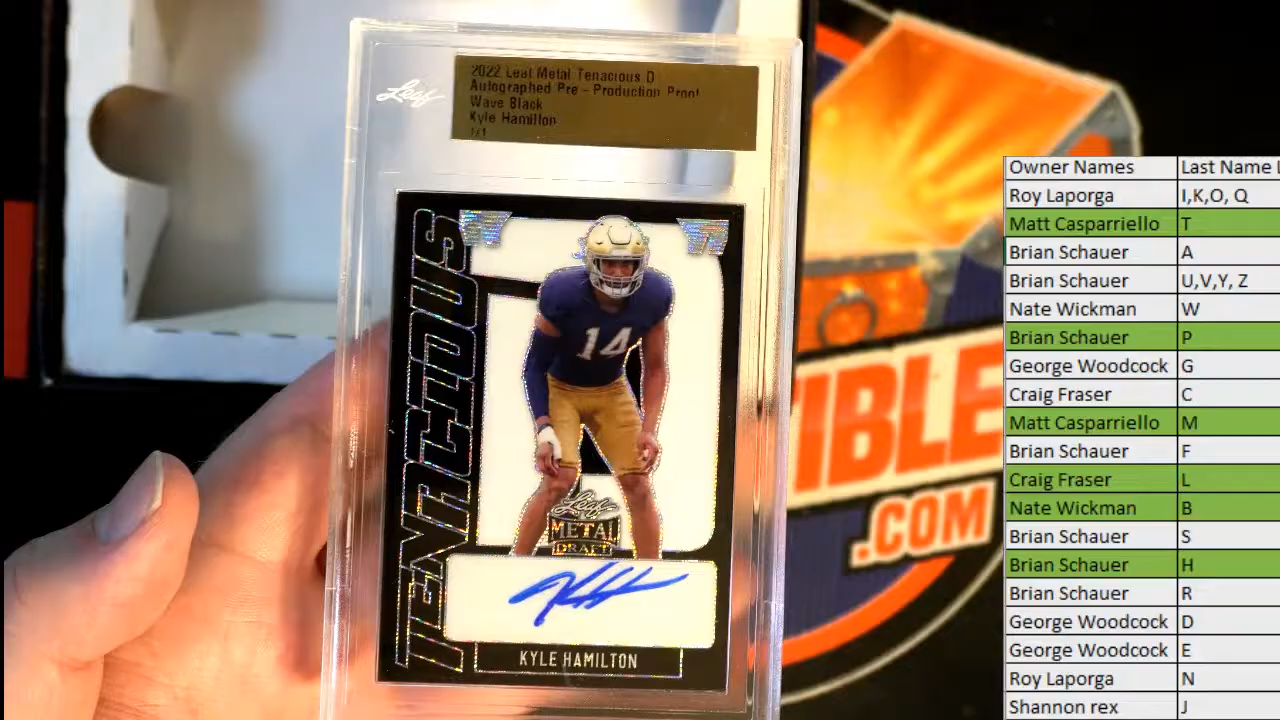 Leaf
2022 Leaf Metal Tenacious D
Autographed Pre - Production Proof
Wave Black
Kyle Hamilton
1/1
TENACIOUS
14
Leaf
METAL
DRAFT
KYLE HAMILTON
IBLE
.COM
Owner Names Last Name L
Roy Laporga I,K,O, Q
Matt Casparriello T
Brian Schauer A
Brian Schauer U,V,Y, Z
Nate Wickman W
Brian Schauer P
George Woodcock G
Craig Fraser C
Matt Casparriello M
Brian Schauer F
Craig Fraser L
Nate Wickman B
Brian Schauer S
Brian Schauer H
Brian Schauer R
George Woodcock D
George Woodcock E
Roy Laporga N
Shannon rex J